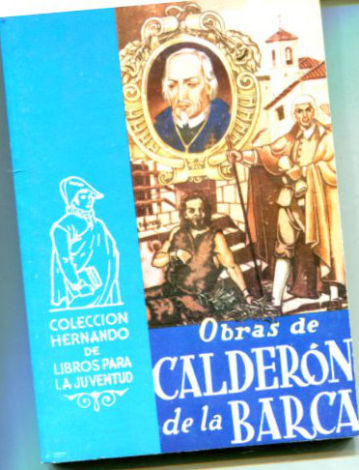 COLECCION
HERNANDO
DE
LIBROS PARA
LA JUVENTUD
Obras de
CALDERÓN
de la BARCA